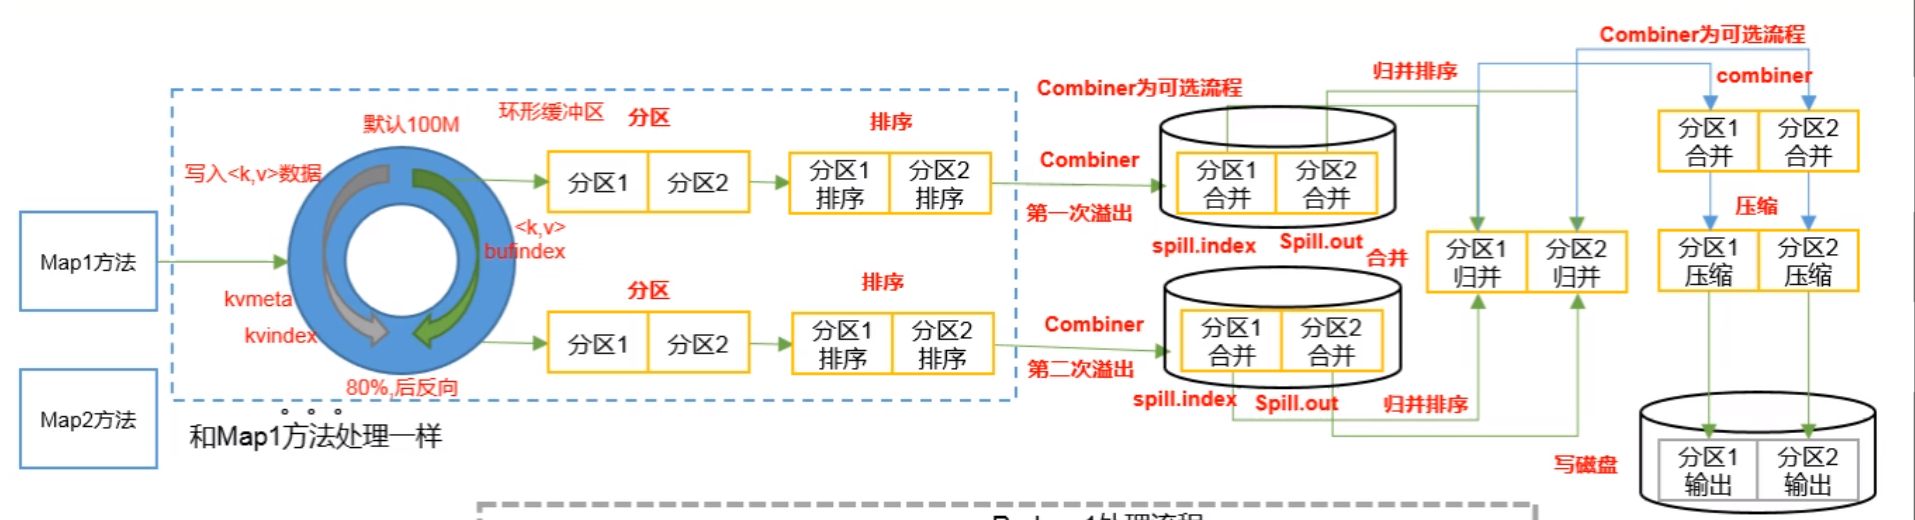 Combiner为可选流程
归并排序
combiner
Combiner为可选流程
默认100M
环形缓冲区
分区
排序
分区1
合并
分区2
合并
写入<k,v>数据
分区1
分区2
分区1
排序
分区2
排序
Combiner
分区1
合并
分区2
合并
第一次溢出
压缩
<k,v>
bufindex
Map1方法
spill.index
Spill.out
合并
分区1
归并
分区2
归并
分区1
压缩
分区2
压缩
kvmeta
kvindex
分区
排序
分区1
分区2
分区1
排序
分区2
排序
Combiner
第二次溢出
分区1
合并
分区2
合并
80%,后反向
spill.index
Spill.out
归并排序
Map2方法
和Map1方法处理一样
写磁盘
分区1
输出
分区2
输出